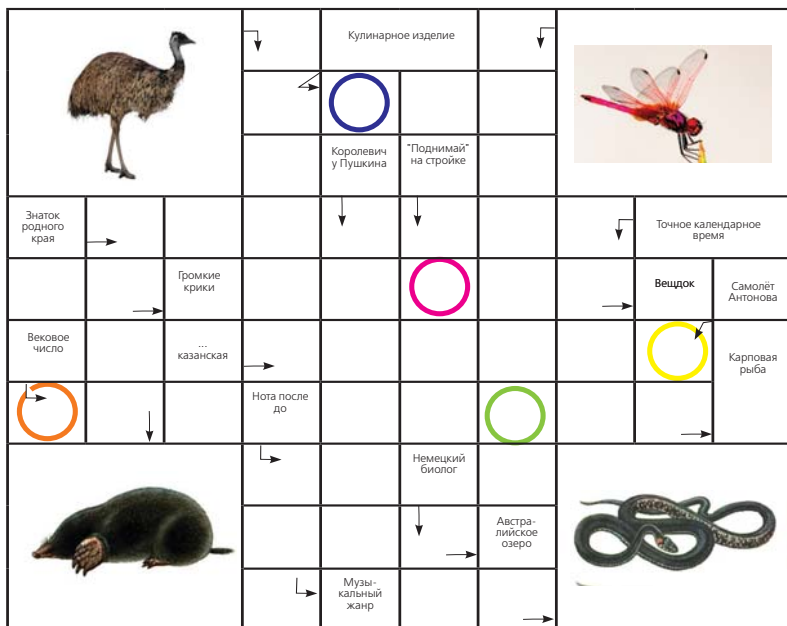 Кулинарное изделие
Королевич
у Пушкина
"Поднимай"
на стройке
Знаток
родного
края
Точное календарное
время
Громкие
крики
Вещдок
Самолёт
Антонова
Вековое
число
...
казанская
Карповая
рыба
Нота после
до
Немецкий
биолог
Австра-
лийское
озеро
Музы-
кальный
жанр